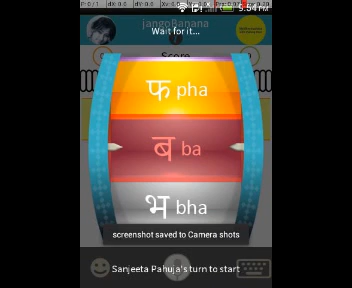 jangoBanana
Wait for it...
Score
फ pha
ब ba
भ bha
screenshot saved to Camera shots
Sanjeeta Pahuja's turn to start